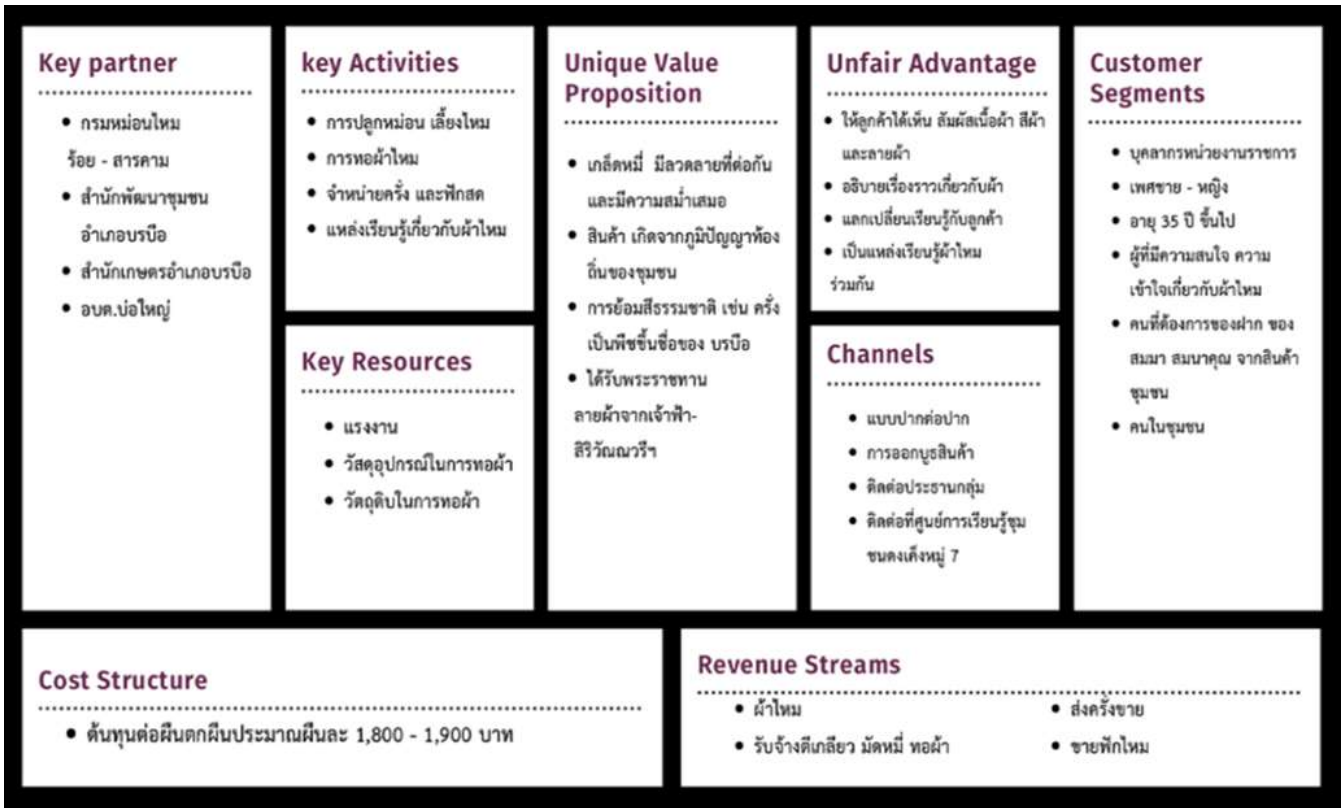 Key partner
• กรมหม่อนไหม
ร้อย - สารคาม
• สำนักพัฒนาชุมชน
อำเภอบรบือ
• สำนักเกษตรอำเภอบรบือ
• อบต.บ่อใหญ่
key Activities
• การปลูกหม่อน เลี้ยงไหม
• การทอผ้าไหม
• จำหน่ายครั่ง และฟักสด
• แหล่งเรียนรู้เกี่ยวกับผ้าไหม
Key Resources
• แรงงาน
• วัสดุอุปกรณ์ในการทอผ้า
• วัตถุดิบในการทอผ้า
Unique Value
Proposition
• เกล็ดหมี่ มีลวดลายที่ต่อกัน
และมีความสม่ำเสมอ
• สินค้า เกิดจากภูมิปัญญาท้อง
ถิ่นของชุมชน
• การย้อมสีธรรมชาติ เช่น ครั่ง
เป็นพืชขึ้นชื่อของ บรบือ
• ได้รับพระราชทาน
ลายผ้าจากเจ้าฟ้า-
สิริวัณณวรีฯ
Unfair Advantage
• ให้ลูกค้าได้เห็น สัมผัสเนื้อผ้า สีผ้า
และลายผ้า
• อธิบายเรื่องราวเกี่ยวกับผ้า
• แลกเปลี่ยนเรียนรู้กับลูกค้า
• เป็นแหล่งเรียนรู้ผ้าไหม
ร่วมกัน
Channels
• แบบปากต่อปาก
• การออกบูธสินค้า
• ติดต่อประธานกลุ่ม
• ติดต่อที่ศูนย์การเรียนรู้ชุม
ชนดงเค็งหมู่ 7
Customer
Segments
• บุคลากรหน่วยงานราชการ
• เพศชาย - หญิง
• อายุ 35 ปี ขึ้นไป
• ผู้ที่มีความสนใจ ความ
เข้าใจเกี่ยวกับผ้าไหม
• คนที่ต้องการของฝาก ของ
สมมา สมนาคุณ จากสินค้า
ชุมชน
• คนในชุมชน
Cost Structure
• ต้นทุนต่อผืนตกผืนประมาณผืนละ 1,800 - 1,900 บาท
Revenue Streams
• ผ้าไหม
• รับจ้างตีเกลียว มัดหมี่ ทอผ้า
• ส่งครั่งขาย
• ขายฟักไหม